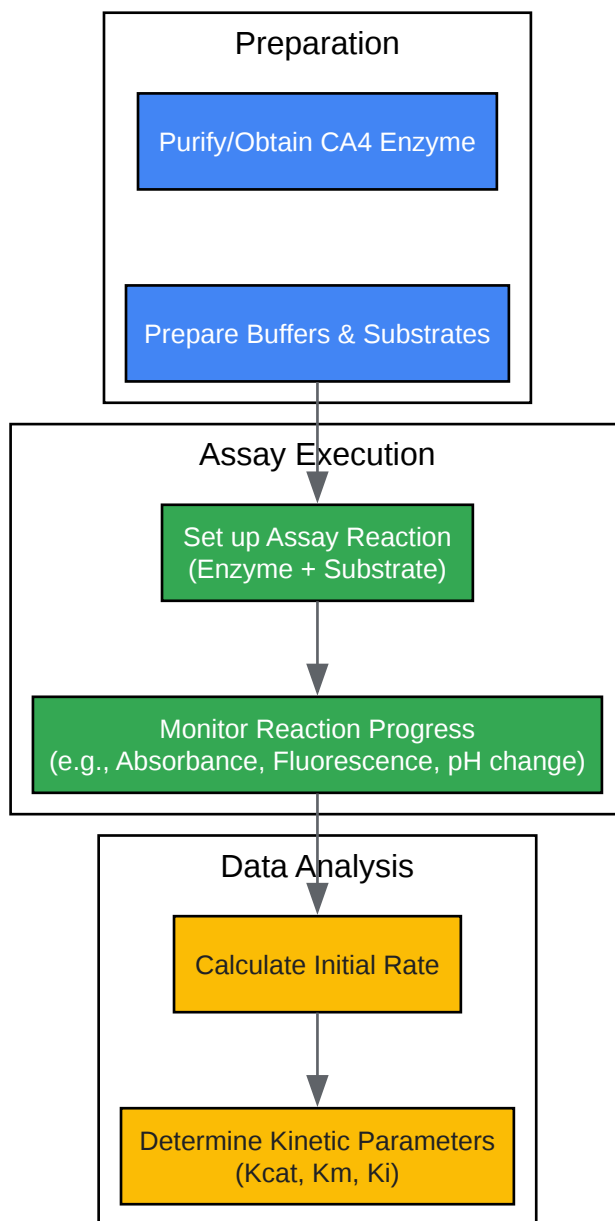 Preparation
Purify/Obtain CA4 Enzyme
Prepare Buffers & Substrates
Assay Execution
Set up Assay Reaction
(Enzyme + Substrate)
Monitor Reaction Progress
(e.g., Absorbance, Fluorescence, pH change)
Data Analysis
Calculate Initial Rate
Determine Kinetic Parameters
(Kcat, Km, Ki)